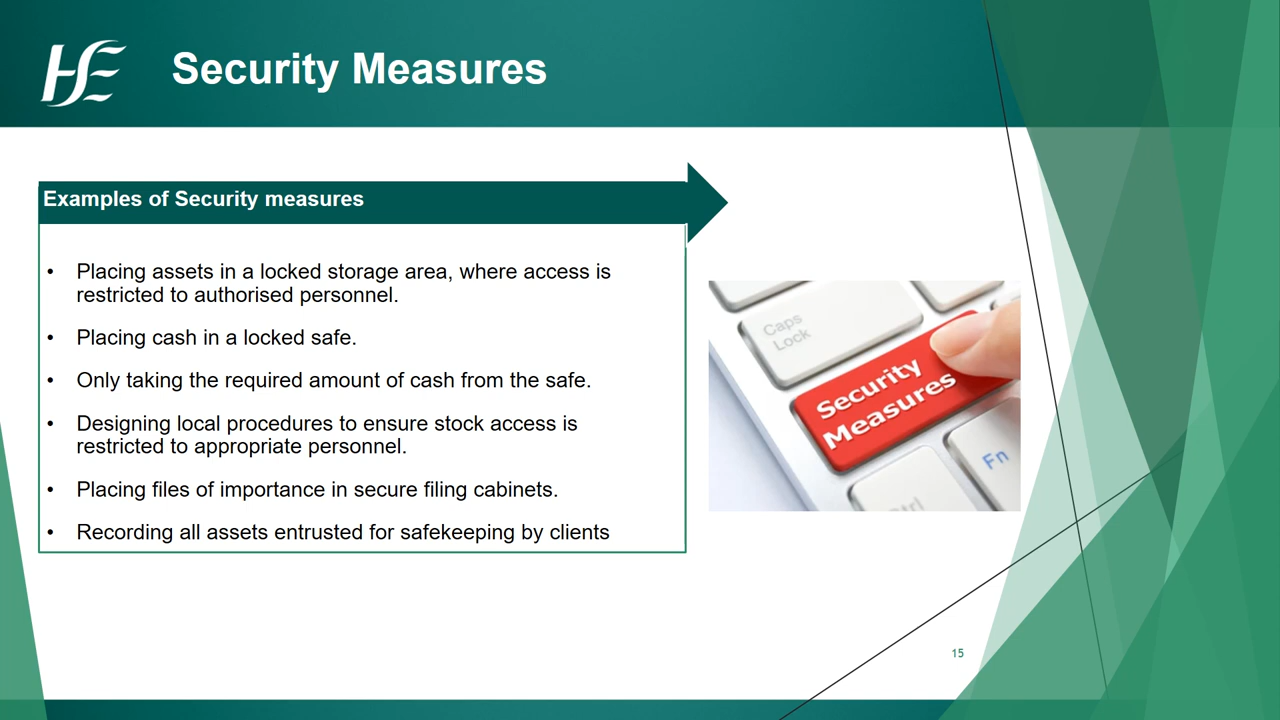 HSE
Security Measures
Examples of Security measures
• Placing assets in a locked storage area, where access is
restricted to authorised personnel.
• Placing cash in a locked safe.
• Only taking the required amount of cash from the safe.
• Designing local procedures to ensure stock access is
restricted to appropriate personnel.
• Placing files of importance in secure filing cabinets.
• Recording all assets entrusted for safekeeping by clients
Caps
Lock
Security
Measures
Fn
Ctrl
15